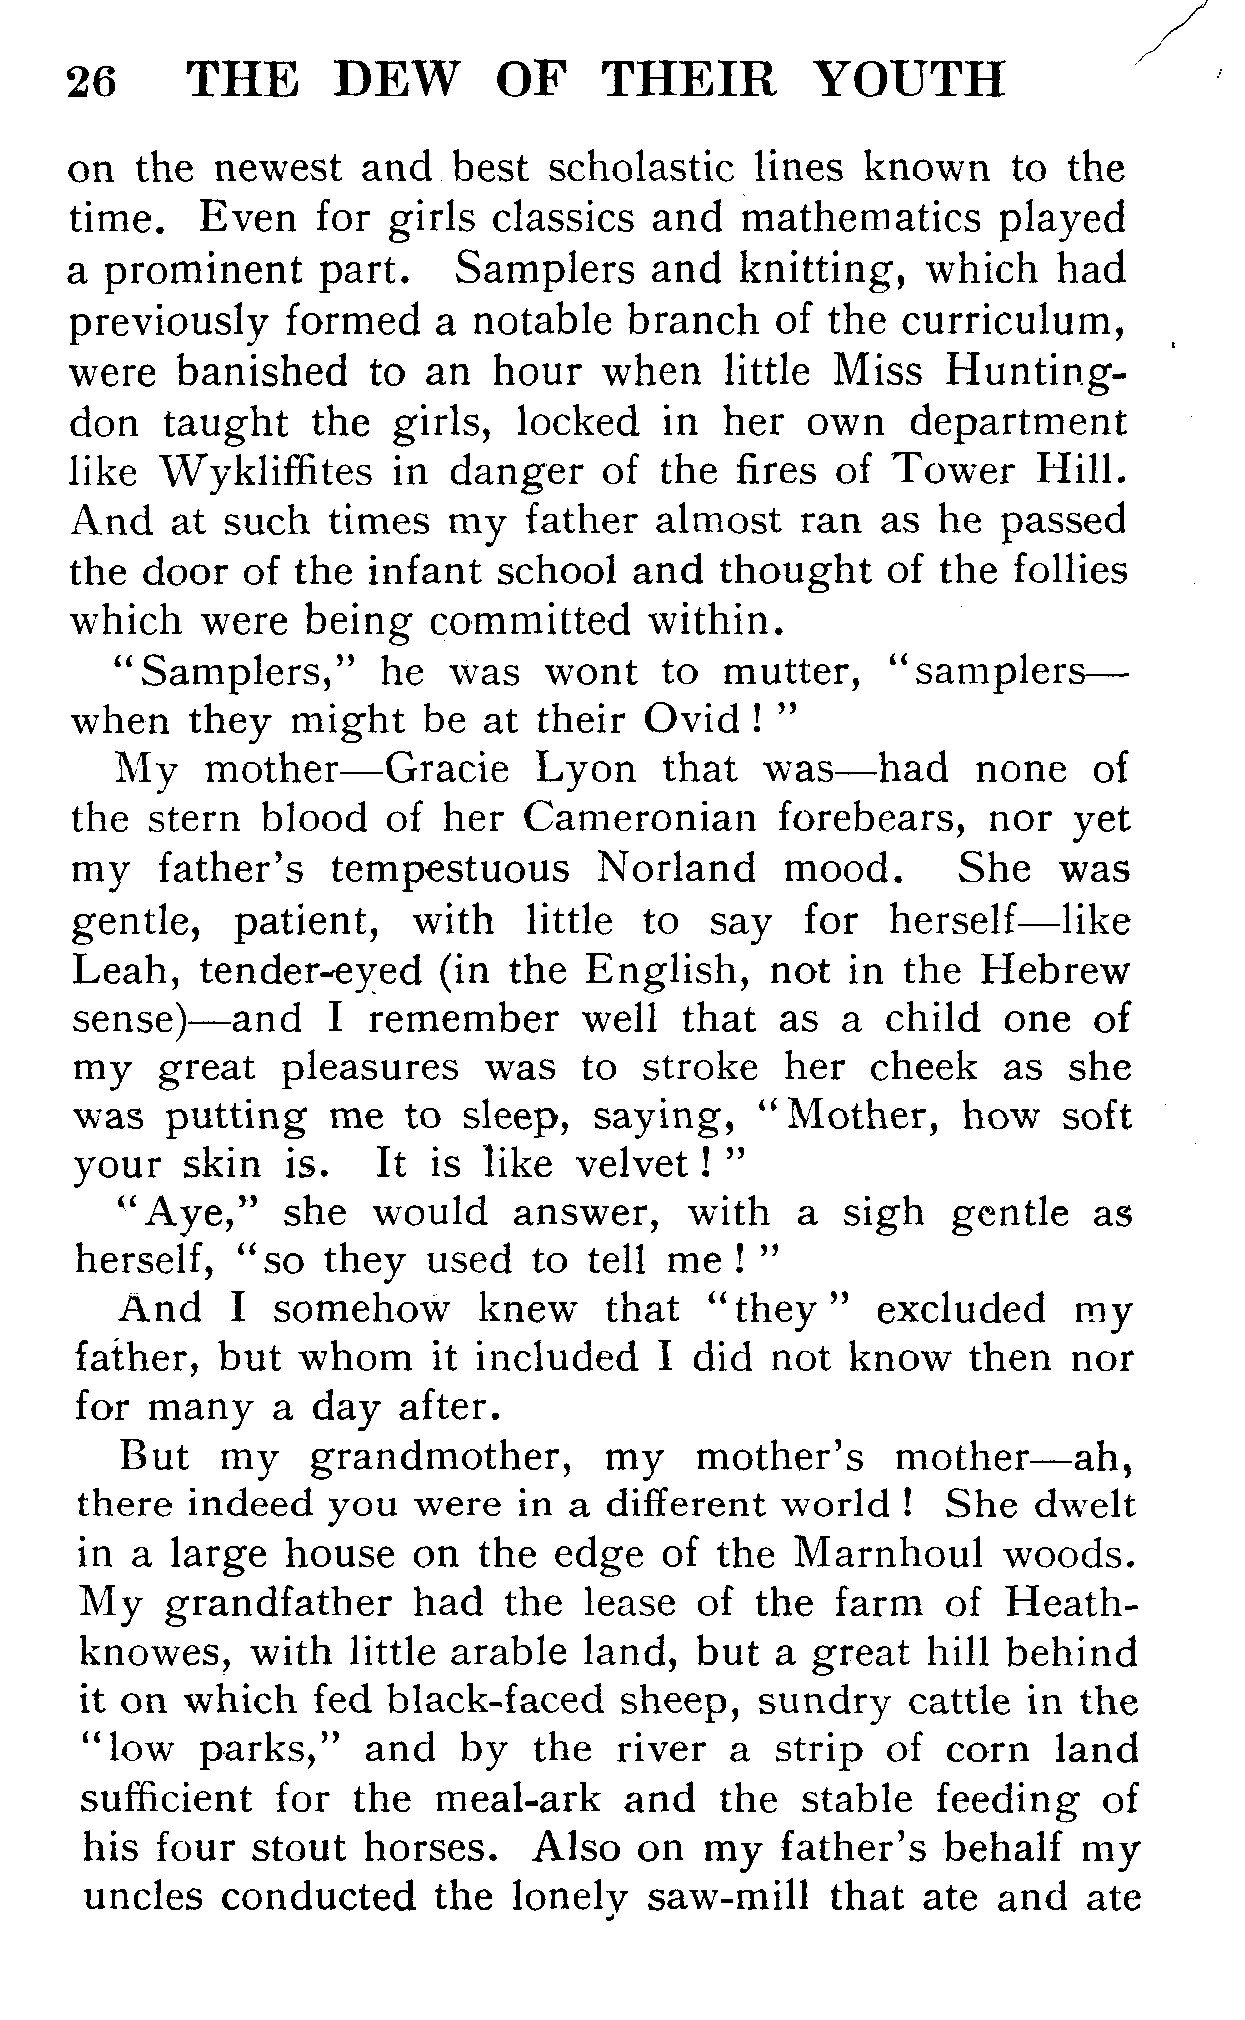 26 THE DEW OF THEIR YOUTH
on the newest and best scholastic lines known to the
time. Even for girls classics and mathematics played
a prominent part. Samplers and knitting, which had
previously formed a notable branch of the curriculum,
were banished to an hour when little Miss Hunting-
don taught the girls, locked in her own department
like Wykliffites in danger of the fires of Tower Hill.
And at such times my father almost ran as he passed
the door of the infant school and thought of the follies
which were being committed within.
“Samplers,” he was wont to mutter, “samplers—
when they might be at their Ovid!”
My mother—Gracie Lyon that was—had none of
the stern blood of her Cameronian forebears, nor yet
my father’s tempestuous Norland mood. She was
gentle, patient, with little to say for herself—like
Leah, tender-eyed (in the English, not in the Hebrew
sense)—and I remember well that as a child one of
my great pleasures was to stroke her cheek as she
was putting me to sleep, saying, “Mother, how soft
your skin is. It is like velvet!”
“Aye,” she would answer, with a sigh gentle as
herself, “so they used to tell me!”
And I somehow knew that “they” excluded my
father, but whom it included I did not know then nor
for many a day after.
But my grandmother, my mother’s mother—ah,
there indeed you were in a different world! She dwelt
in a large house on the edge of the Marnhoul woods.
My grandfather had the lease of the farm of Heath-
knowes, with little arable land, but a great hill behind
it on which fed black-faced sheep, sundry cattle in the
“low parks,” and by the river a strip of corn land
sufficient for the meal-ark and the stable feeding of
his four stout horses. Also on my father’s behalf my
uncles conducted the lonely saw-mill that ate and ate